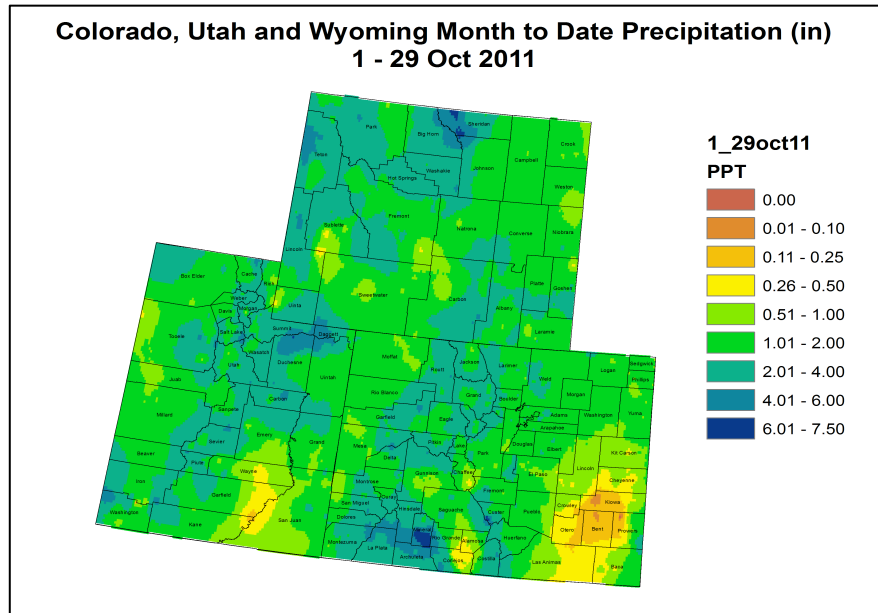 Colorado, Utah and Wyoming Month to Date Precipitation (in)
1 - 29 Oct 2011
1_29oct11
PPT
0.00
0.01 - 0.10
0.11 - 0.25
0.26 - 0.50
0.51 - 1.00
1.01 - 2.00
2.01 - 4.00
4.01 - 6.00
6.01 - 7.50
Park
Big Horn
Sheridan
Crook
Teton
Washakie
Johnson
Campbell
Hot Springs
Weston
Fremont
Sublette
Natrona
Converse
Niobrara
Lincoln
Sweetwater
Carbon
Platte
Goshen
Albany
Laramie
Box Elder
Cache
Rich
Weber
Morgan
Davis
Uinta
Salt Lake
Summit
Daggett
Tooele
Wasatch
Duchesne
Utah
Uintah
Juab
Carbon
Sanpete
Millard
Emery
Grand
Sevier
Beaver
Piute
Wayne
Iron
Garfield
Washington
Kane
San Juan
Moffat
Routt
Jackson
Larimer
Weld
Logan
Sedgwick
Phillips
Morgan
Rio Blanco
Grand
Boulder
Adams
Washington
Yuma
Garfield
Eagle
Arapahoe
Mesa
Pitkin
Lake
Park
Douglas
Elbert
Kit Carson
Delta
Lincoln
Gunnison
Chaffee
El Paso
Cheyenne
Montrose
Fremont
Kiowa
Ouray
Crowley
San Miguel
Hinsdale
Saguache
Custer
Pueblo
Dolores
Otero
Bent
Prowers
Mineral
Rio Grande
Alamosa
Huerfano
Montezuma
La Plata
Archuleta
Conejos
Costilla
Las Animas
Baca